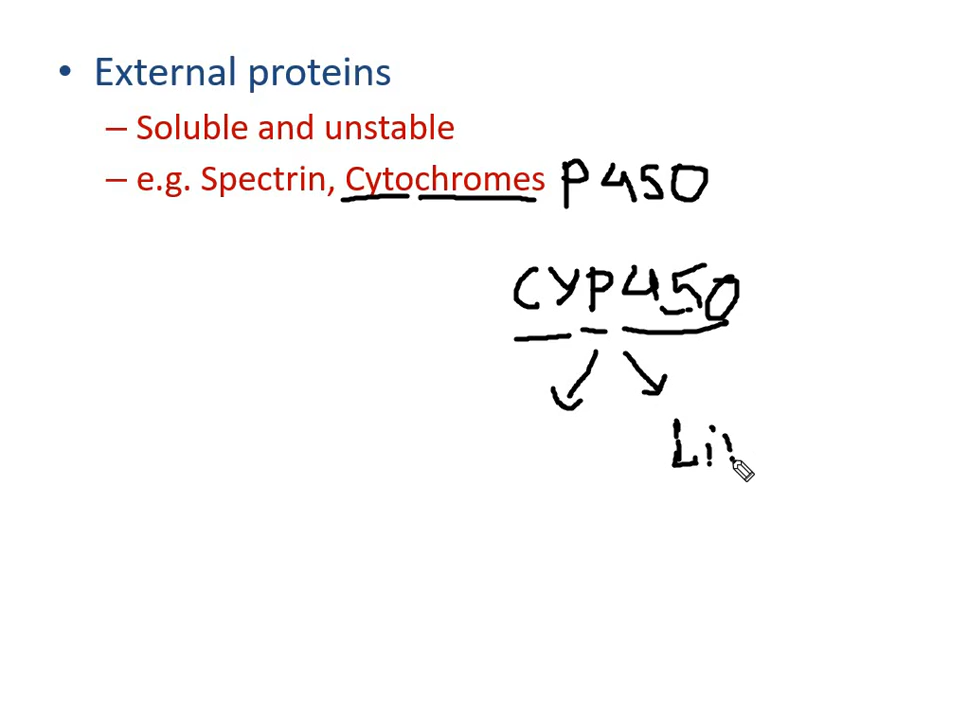 • External proteins
– Soluble and unstable
– e.g. Spectrin, Cytochromes P450
CYP450